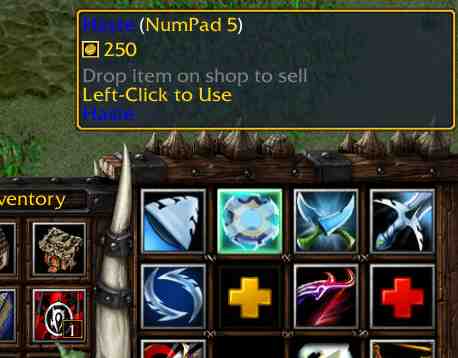 Haste (NumPad 5)
250
Drop item on shop to sell
Left-Click to Use
Haste
ventory
1